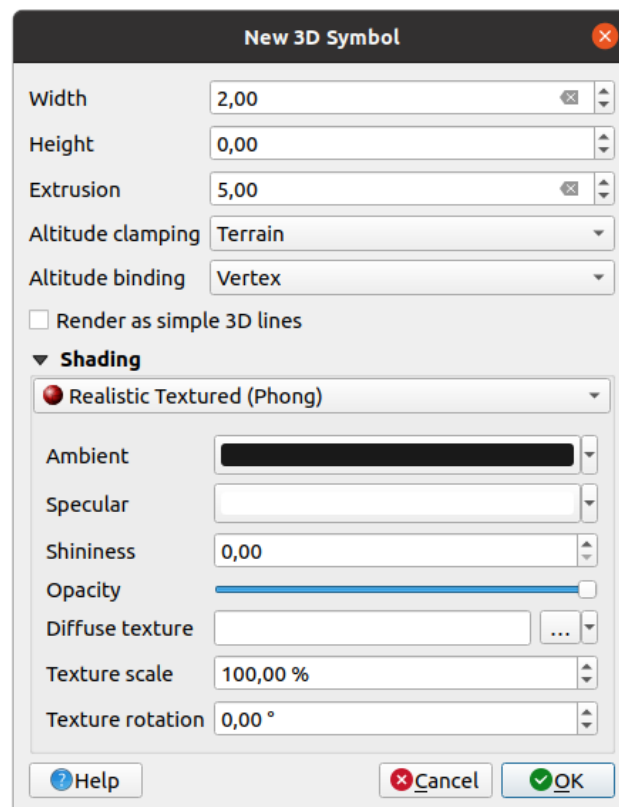 New 3D Symbol
Width 2,00
Height 0,00
Extrusion 5,00
Altitude clamping Terrain
Altitude binding Vertex
Render as simple 3D lines
Shading
Realistic Textured (Phong)
Ambient
Specular
Shininess 0,00
Opacity
Diffuse texture ...
Texture scale 100,00 %
Texture rotation 0,00 °
Help Cancel OK